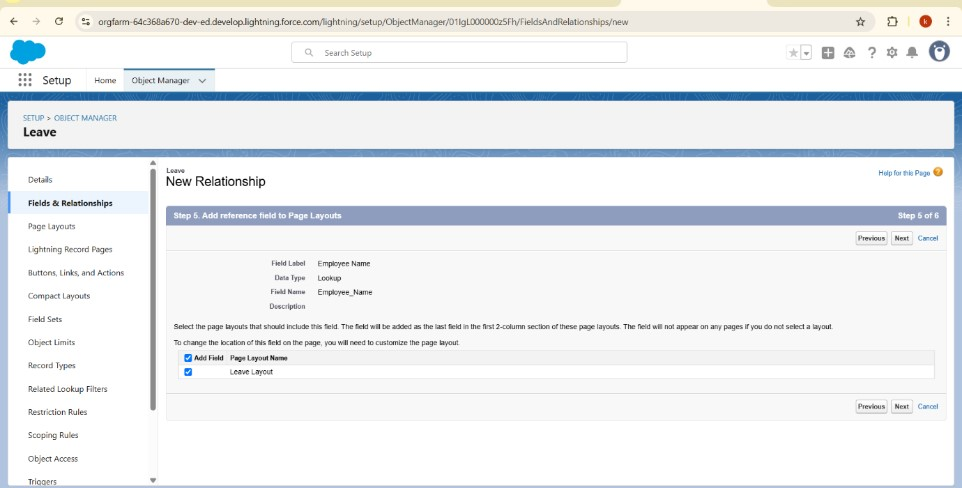 orgfarm-64c368a670-dev-ed.develop.lightning.force.com/lightning/setup/ObjectManager/01IgL000000z5Fh/FieldsAndRelationships/new
k
Search Setup
Setup
Home
Object Manager
SETUP > OBJECT MANAGER
Leave
Details
Fields & Relationships
Page Layouts
Lightning Record Pages
Buttons, Links, and Actions
Compact Layouts
Field Sets
Object Limits
Record Types
Related Lookup Filters
Restriction Rules
Scoping Rules
Object Access
Triggers
Leave
New Relationship
Help for this Page
Step 5. Add reference field to Page Layouts Step 5 of 6
Previous Next Cancel
Field Label Employee Name
Data Type Lookup
Field Name Employee_Name
Description
Select the page layouts that should include this field. The field will be added as the last field in the first 2-column section of these page layouts. The field will not appear on any pages if you do not select a layout.
To change the location of this field on the page, you will need to customize the page layout.
Add Field Page Layout Name
Leave Layout
Previous Next Cancel